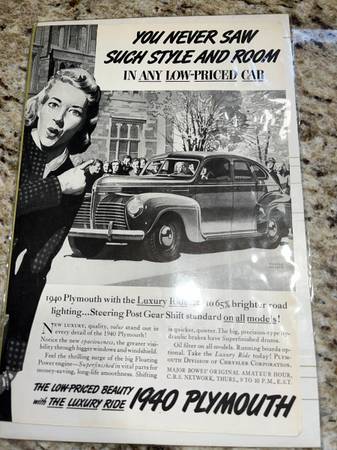 YOU NEVER SAW
SUCH STYLE AND ROOM
IN ANY LOW-PRICED CAR
1940 Plymouth with the Luxury Ride to 65% brighter road
lighting...Steering Post Gear Shift standard on all models!
NEW LUXURY, quality, value stand out in
every detail of the 1940 Plymouth!
Notice the new spaciousness, the greater visi-
bility through bigger windows and windshield.
Feel the thrilling surge of the big Floating
Power engine—Superfinished in vital parts for
money-saving, long-life smoothness. Shifting
is quicker, quieter. The big, precision-type hy-
draulic brakes have Superfinished drums.
Oil filter on all models. Running boards op-
tional. Take the Luxury Ride today! PLYM-
OUTH DIVISION OF CHRYSLER CORPORATION.
MAJOR BOWES' ORIGINAL AMATEUR HOUR,
C.B.S. NETWORK, THURS., 9 TO 10 P.M., E.S.T.
THE LOW-PRICED BEAUTY
with THE LUXURY RIDE
1940 PLYMOUTH